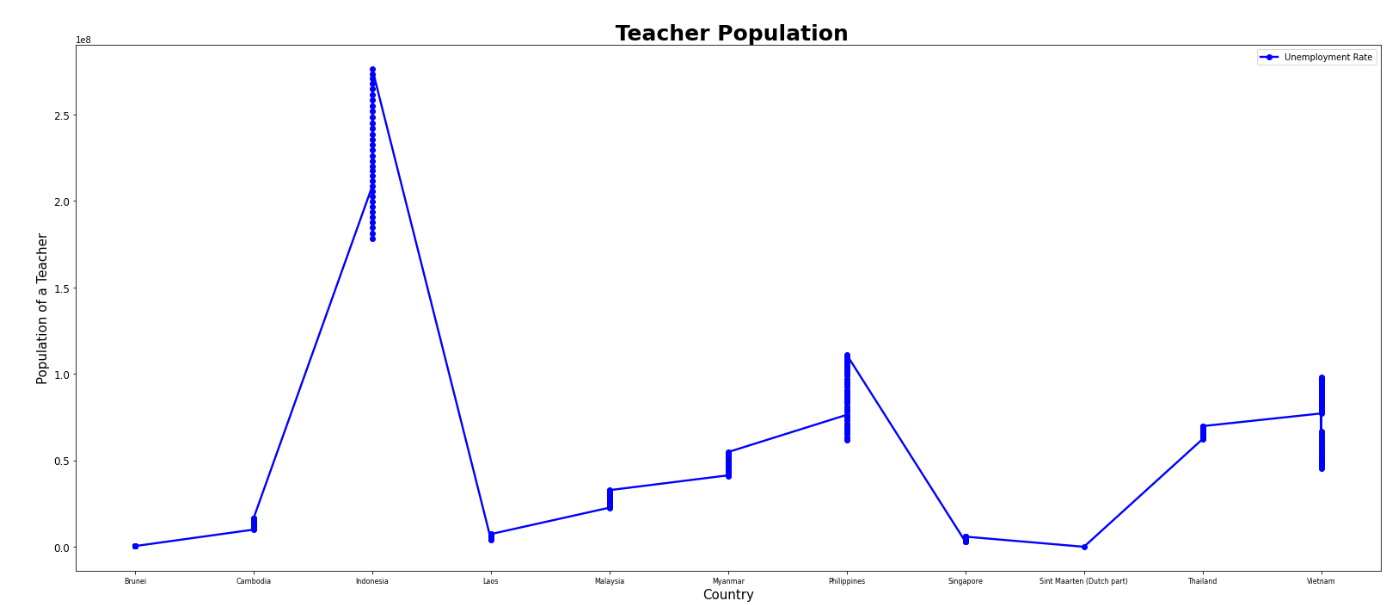 Teacher Population
1e8
Unemployment Rate
2.5
2.0
1.5
1.0
0.5
0.0
Population of a Teacher
Brunei
Cambodia
Indonesia
Laos
Malaysia
Myanmar
Philippines
Singapore
Sint Maarten (Dutch part)
Thailand
Vietnam
Country